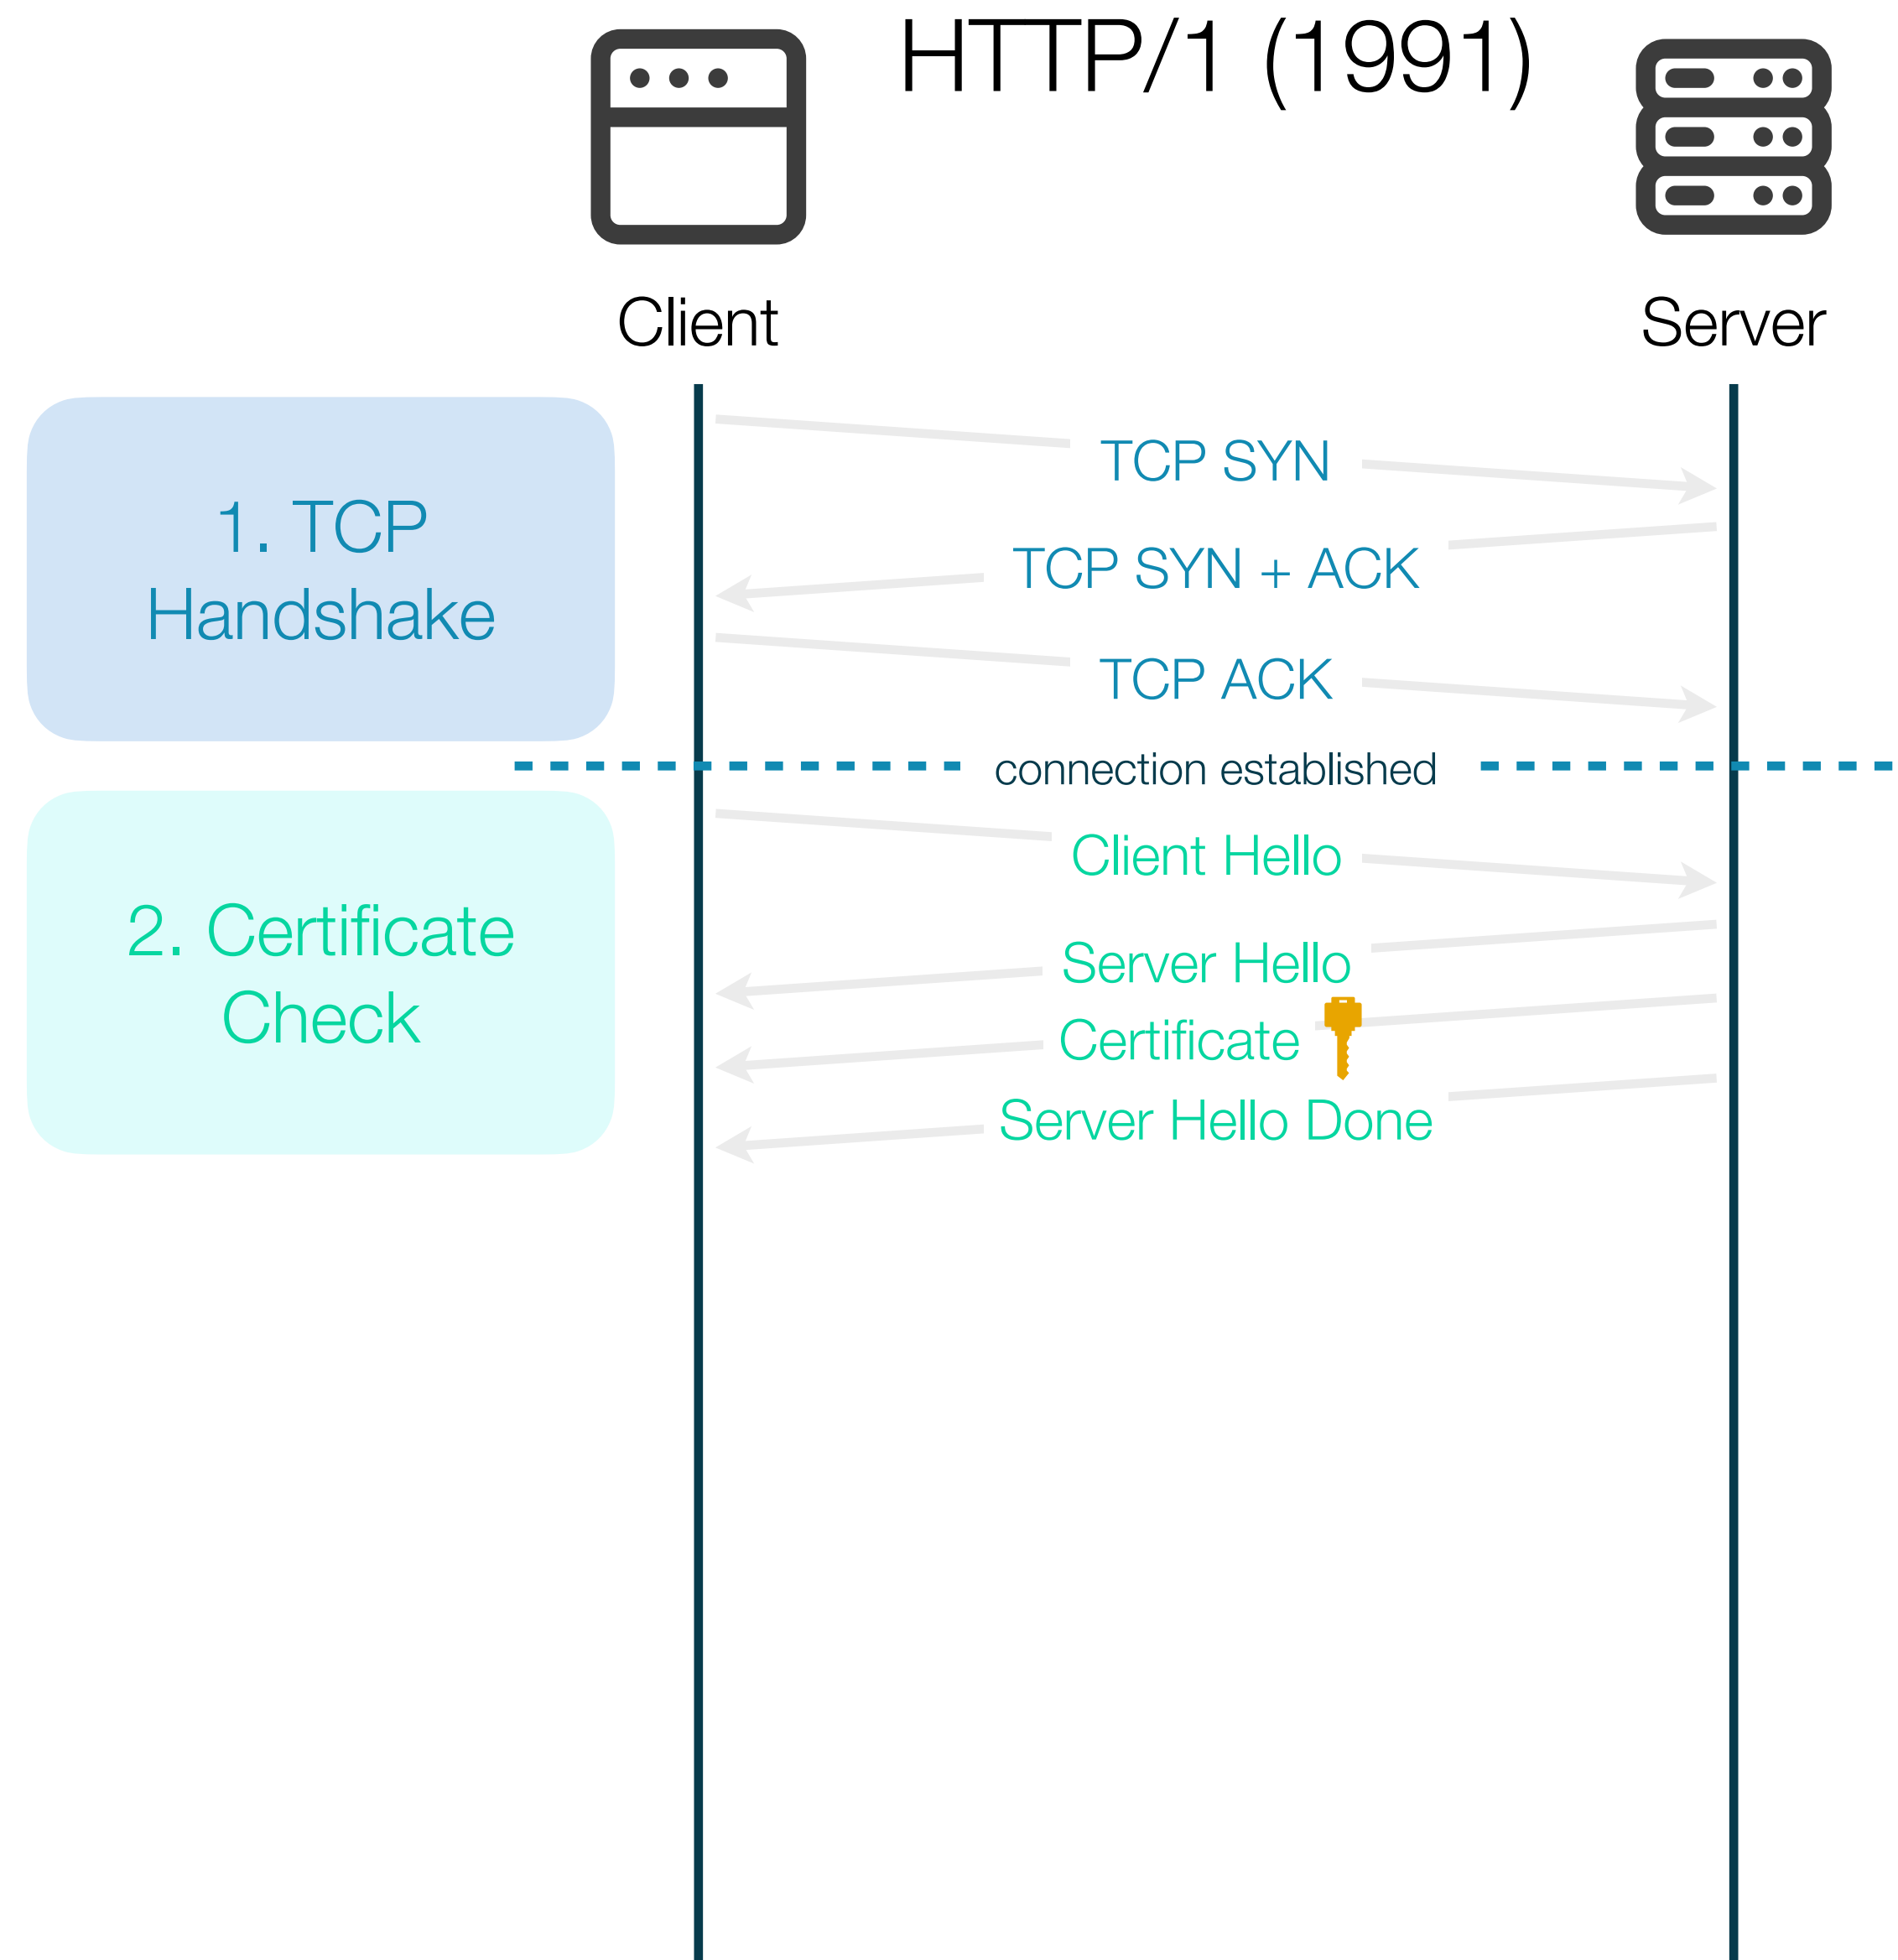 HTTP/1 (1991)
Client
Server
1. TCP
Handshake
TCP SYN
TCP SYN + ACK
TCP ACK
connection established
2. Certificate
Check
Client Hello
Server Hello
Certificate
Server Hello Done